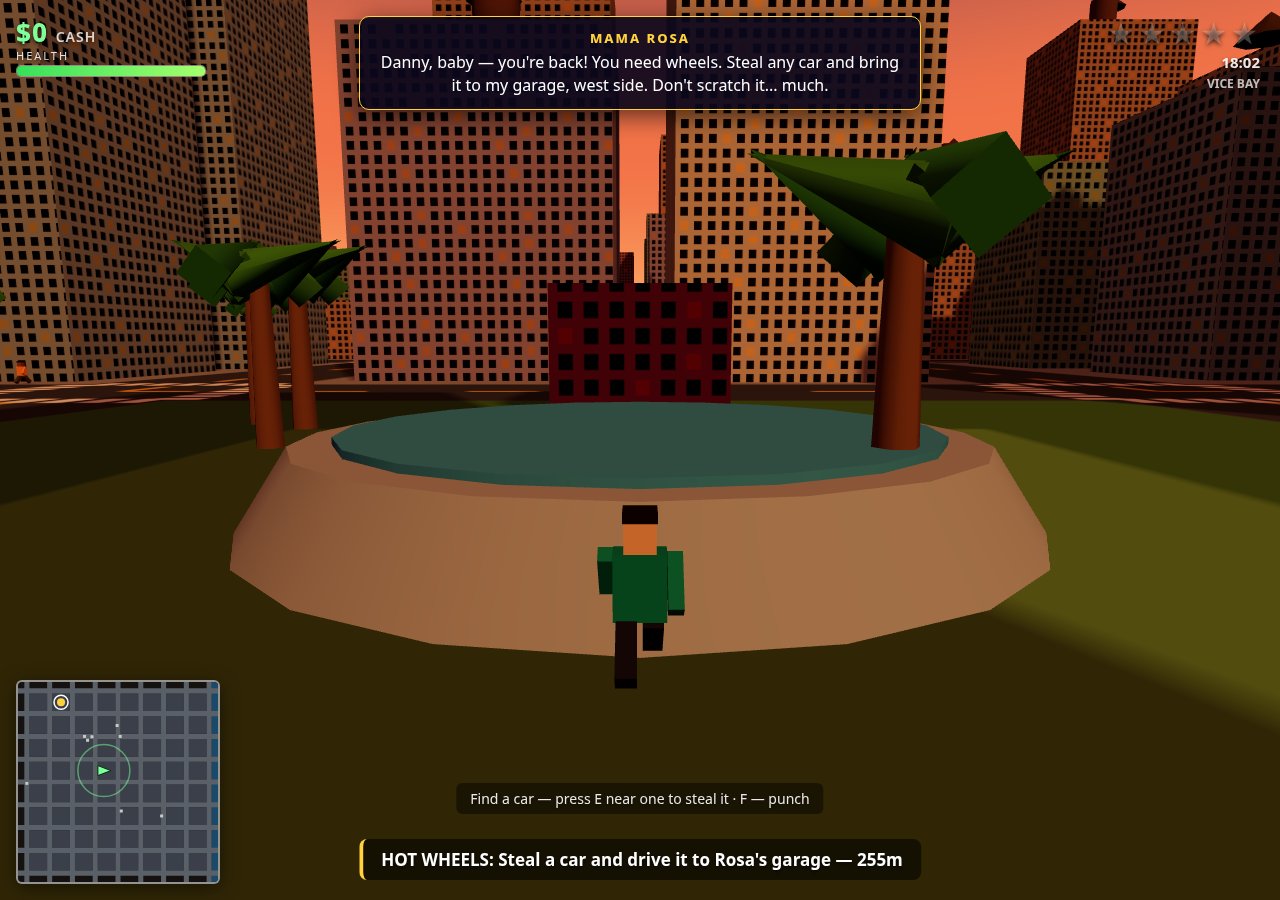 $0 CASH
HEALTH
MAMA ROSA
Danny, baby — you're back! You need wheels. Steal any car and bring
it to my garage, west side. Don't scratch it... much.
18:02
VICE BAY
Find a car — press E near one to steal it · F — punch
HOT WHEELS: Steal a car and drive it to Rosa's garage — 255m